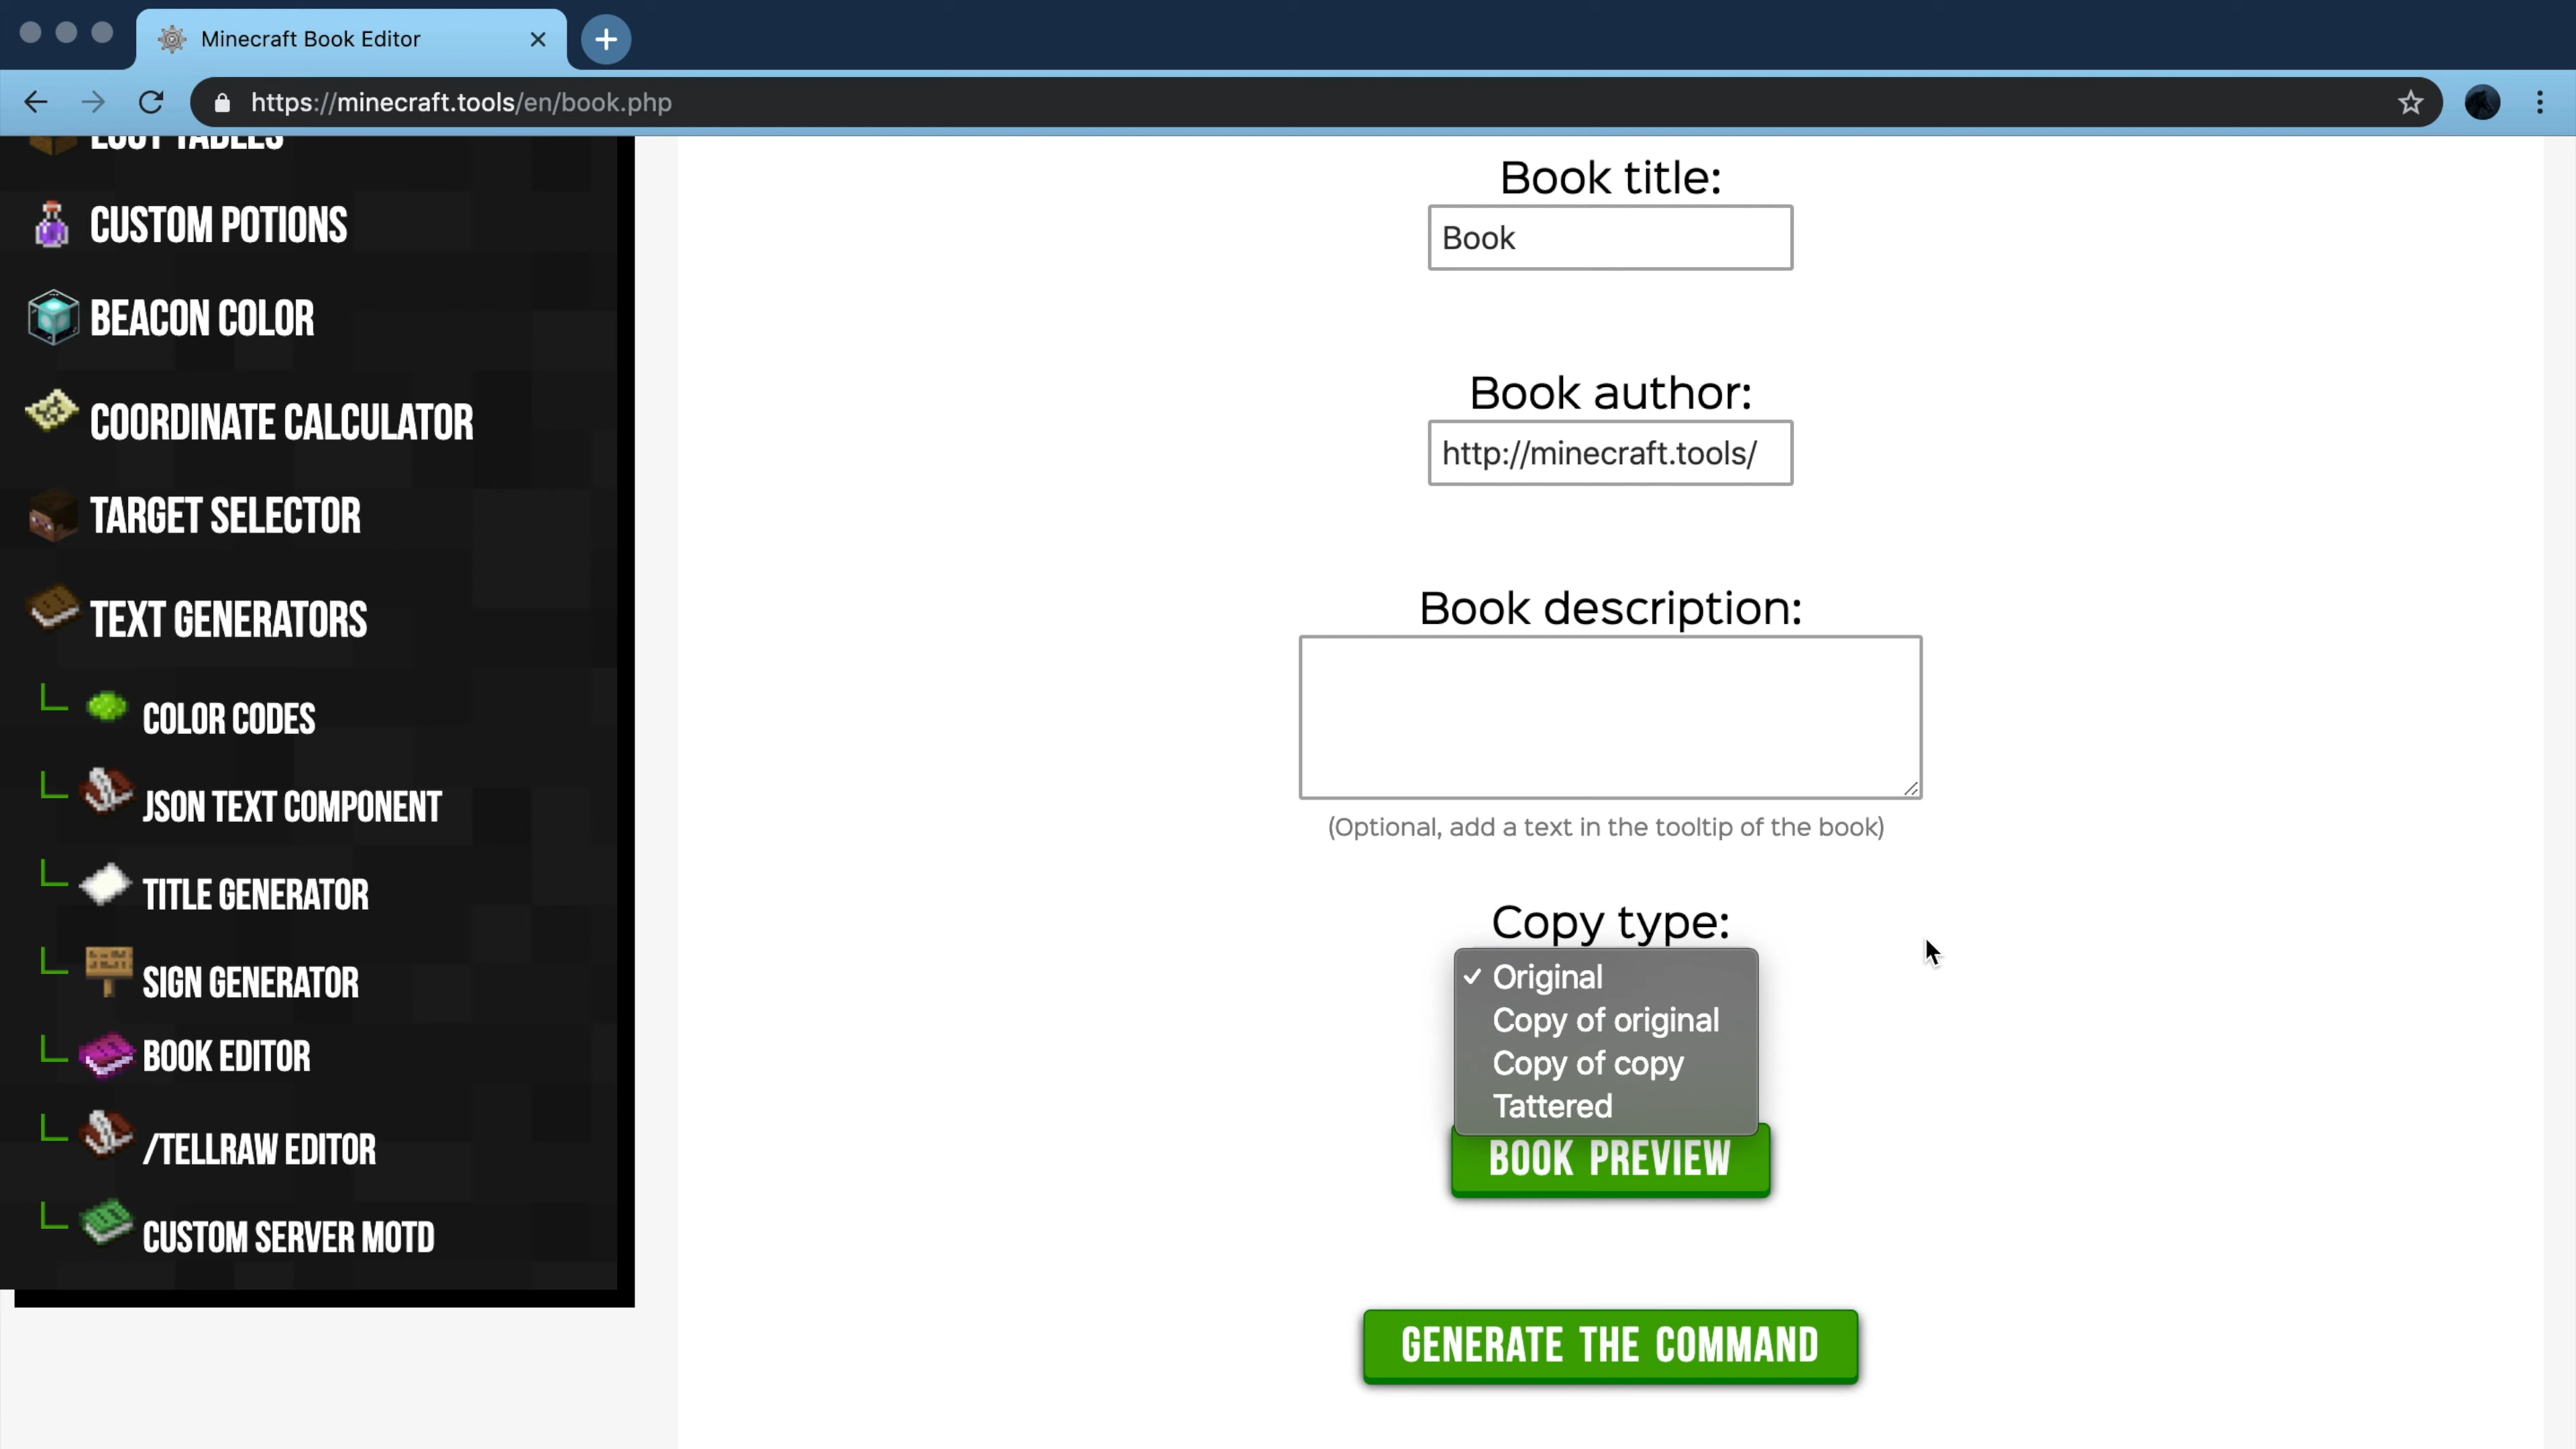 Minecraft Book Editor
https://minecraft.tools/en/book.php
LOOT TABLES
CUSTOM POTIONS
BEACON COLOR
COORDINATE CALCULATOR
TARGET SELECTOR
TEXT GENERATORS
COLOR CODES
JSON TEXT COMPONENT
TITLE GENERATOR
SIGN GENERATOR
BOOK EDITOR
/TELLRAW EDITOR
CUSTOM SERVER MOTD
Book title:
Book
Book author:
http://minecraft.tools/
Book description:
(Optional, add a text in the tooltip of the book)
Copy type:
✓ Original
Copy of original
Copy of copy
Tattered
BOOK PREVIEW
GENERATE THE COMMAND